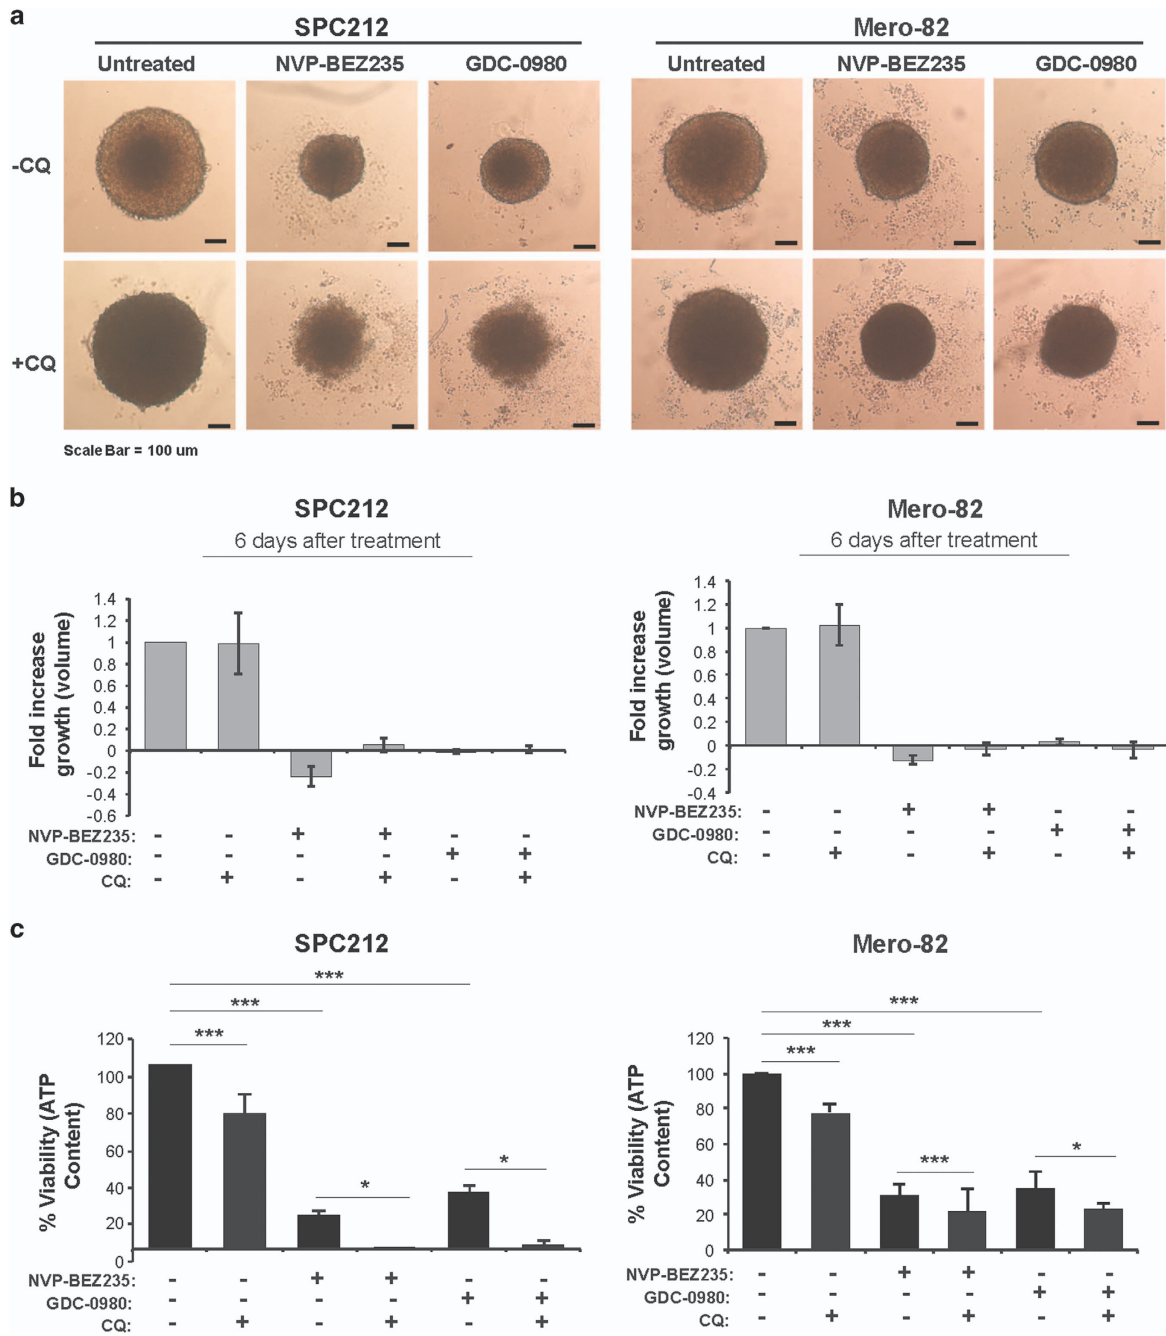 a
SPC212
Mero-82
Untreated NVP-BEZ235 GDC-0980
Untreated NVP-BEZ235 GDC-0980
-CQ
+CQ
Scale Bar = 100 um
b
SPC212
6 days after treatment
Fold increase
growth (volume)
1.4
1.2
1
0.8
0.6
0.4
0.2
0
-0.2
-0.4
-0.6
NVP-BEZ235: - - + + - -
GDC-0980: - - - - + +
CQ: - + - + - +
Mero-82
6 days after treatment
Fold increase
growth (volume)
1.4
1.2
1
0.8
0.6
0.4
0.2
0
-0.2
-0.4
NVP-BEZ235: - - + + - -
GDC-0980: - - - - + +
CQ: - + - + - +
c
SPC212
***
***
***
*
*
% Viability (ATP
Content)
120
100
80
60
40
20
0
NVP-BEZ235: - - + + - -
GDC-0980: - - - - + +
CQ: - + - + - +
Mero-82
***
***
***
***
*
% Viability (ATP
Content)
120
100
80
60
40
20
0
NVP-BEZ235: - - + + - -
GDC-0980: - - - - + +
CQ: - + - + - +